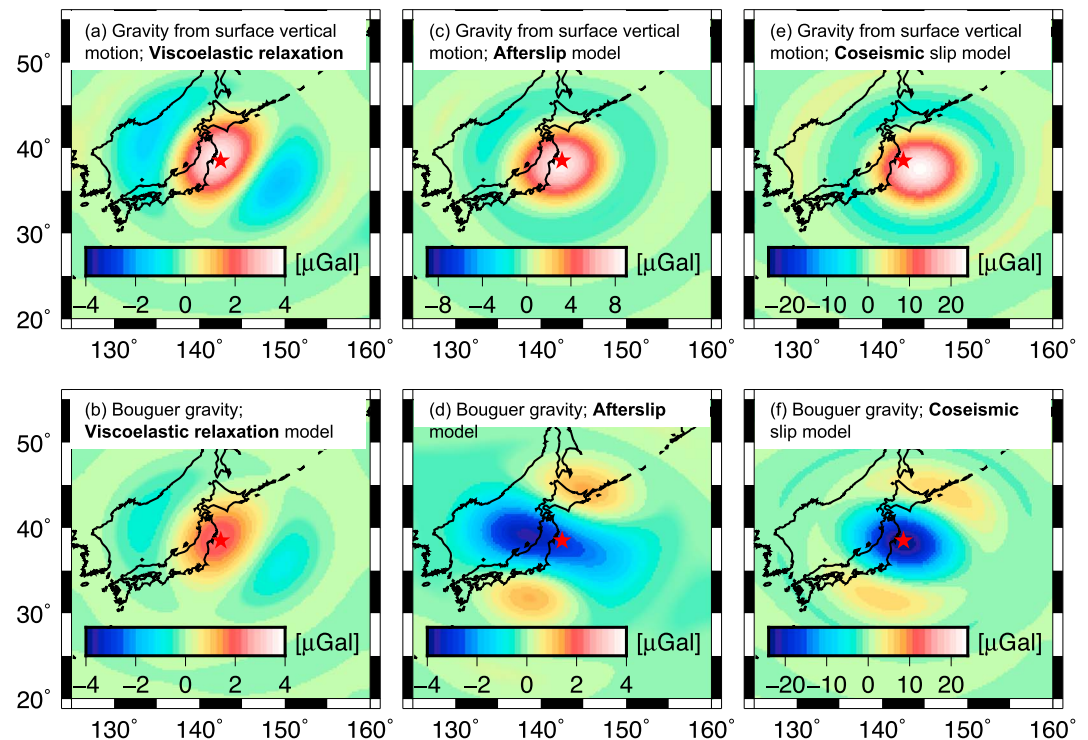 (a) Gravity from surface vertical
motion; Viscoelastic relaxation
(c) Gravity from surface vertical
motion; Afterslip model
(e) Gravity from surface vertical
motion; Coseismic slip model
50°
40°
30°
20°
[μGal]
−4 −2 0 2 4
[μGal]
−8 −4 0 4 8
[μGal]
−20 −10 0 10 20
130° 140° 150° 160°
130° 140° 150° 160°
130° 140° 150° 160°
(b) Bouguer gravity;
Viscoelastic relaxation model
(d) Bouguer gravity; Afterslip
model
(f) Bouguer gravity; Coseismic
slip model
50°
40°
30°
20°
[μGal]
−4 −2 0 2 4
[μGal]
−4 −2 0 2 4
[μGal]
−20 −10 0 10 20
130° 140° 150° 160°
130° 140° 150° 160°
130° 140° 150° 160°